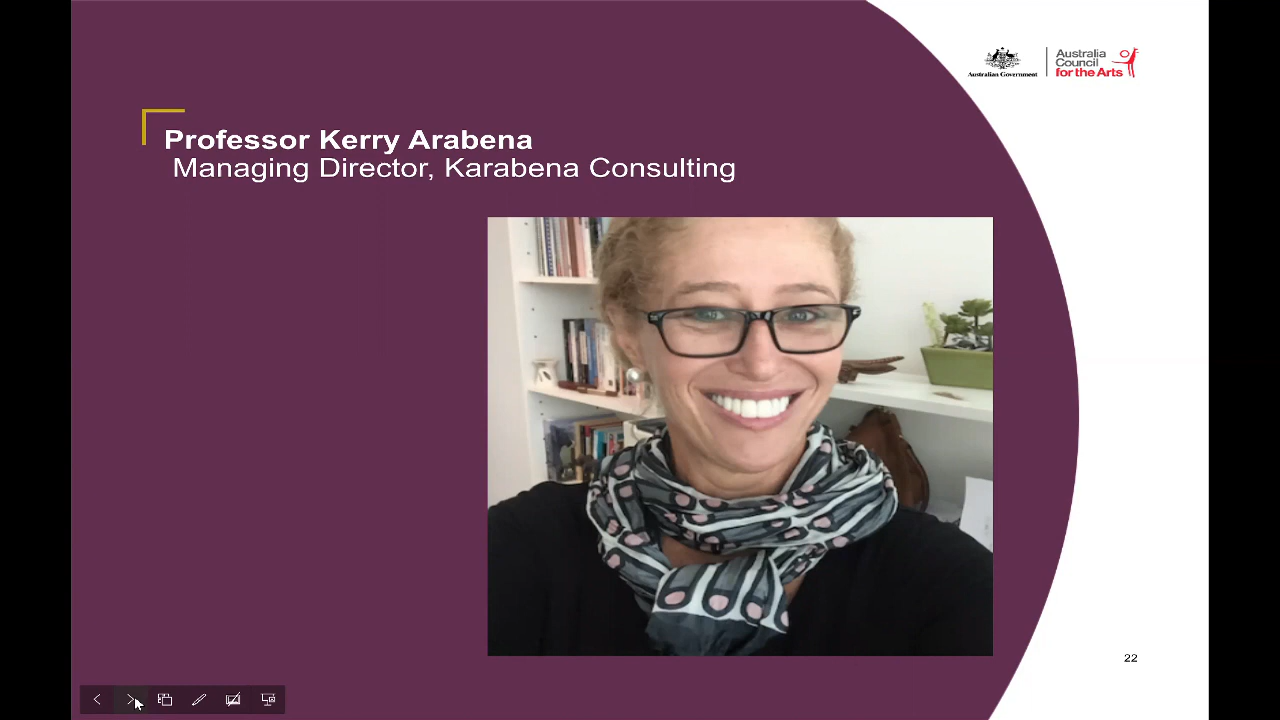 Australian Government
Australia
Council
for the Arts
Professor Kerry Arabena
Managing Director, Karabena Consulting
22